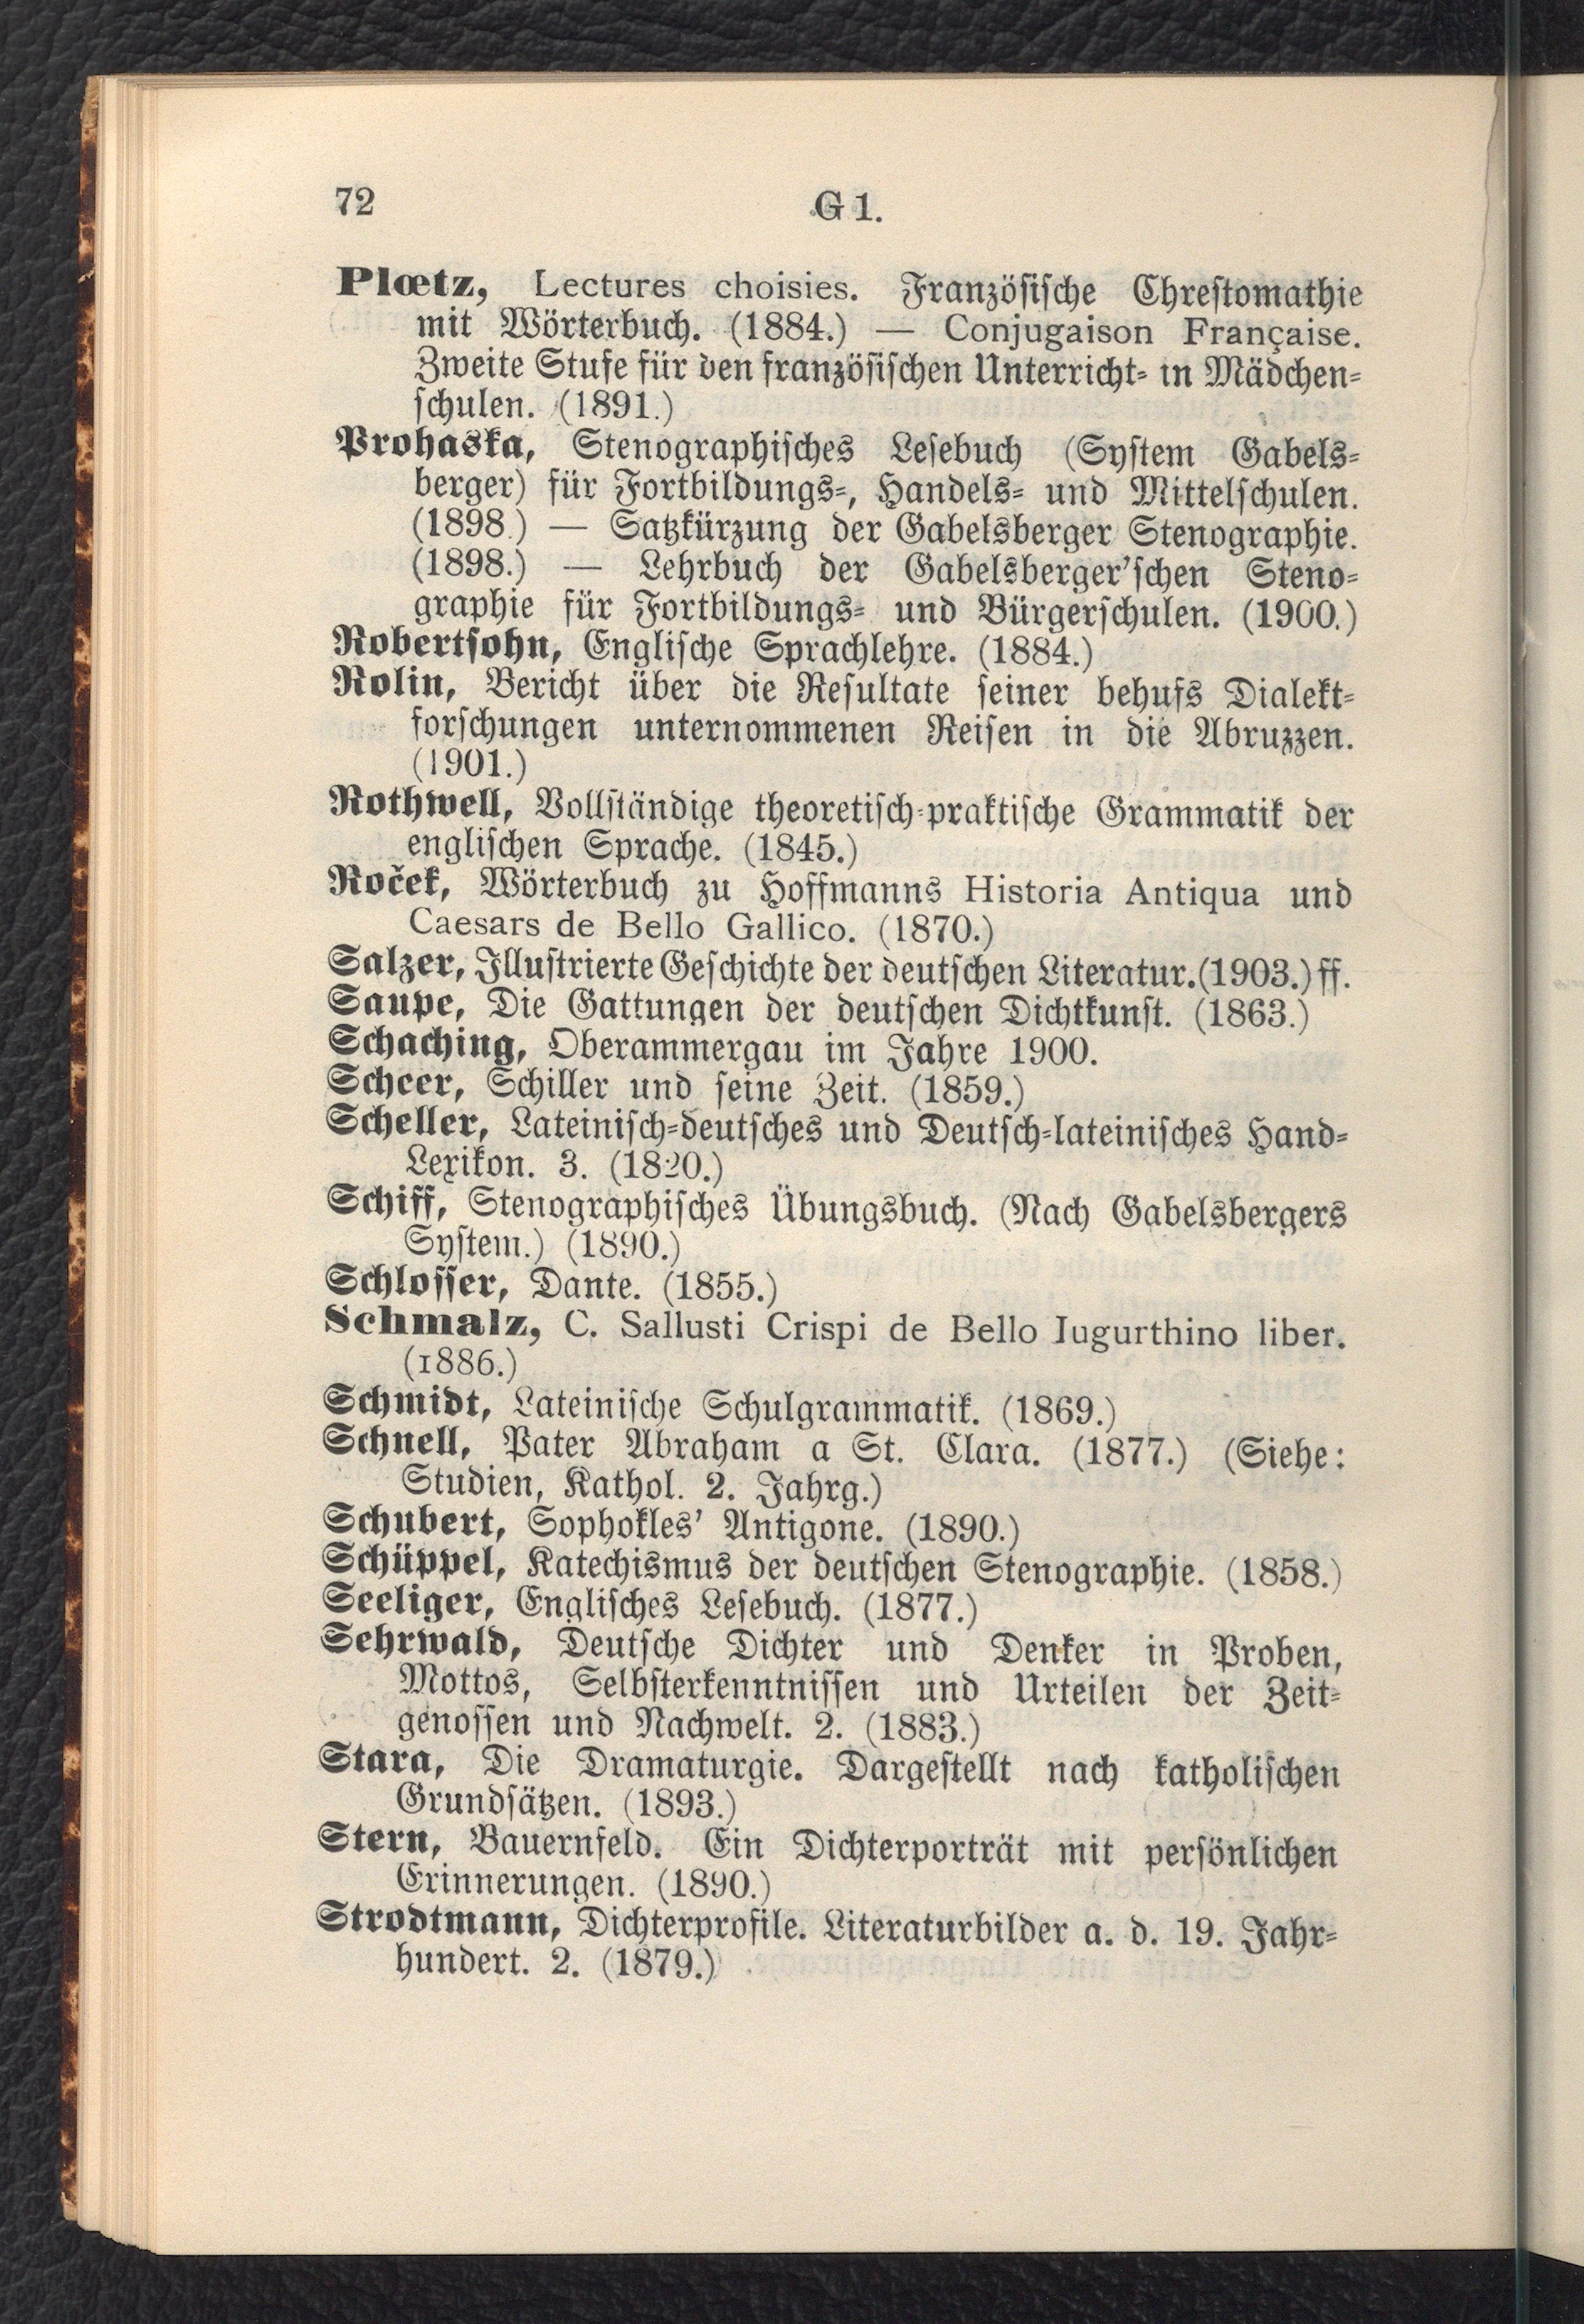 72
G 1.
Plœtz, Lectures choisies. Französische Chrestomathie
mit Wörterbuch. (1884.) — Conjugaison Française.
Zweite Stufe für den französischen Unterricht- in Mädchen-
schulen. (1891.)
Prohaska, Stenographisches Lesebuch (System Gabels-
berger) für Fortbildungs-, Handels- und Mittelschulen.
(1898.) — Satzkürzung der Gabelsberger Stenographie.
(1898.) — Lehrbuch der Gabelsberger'schen Steno-
graphie für Fortbildungs- und Bürgerschulen. (1900.)
Robertsohn, Englische Sprachlehre. (1884.)
Rolin, Bericht über die Resultate seiner behufs Dialekt-
forschungen unternommenen Reisen in die Abruzzen.
(1901.)
Rothwell, Vollständige theoretisch-praktische Grammatik der
englischen Sprache. (1845.)
Roček, Wörterbuch zu Hoffmanns Historia Antiqua und
Caesars de Bello Gallico. (1870.)
Salzer, Illustrierte Geschichte der deutschen Literatur. (1903.) ff.
Saupe, Die Gattungen der deutschen Dichtkunst. (1863.)
Schaching, Oberammergau im Jahre 1900.
Scheer, Schiller und seine Zeit. (1859.)
Scheller, Lateinisch-deutsches und Deutsch-lateinisches Hand-
Lexikon. 3. (1820.)
Schiff, Stenographisches Übungsbuch. (Nach Gabelsbergers
System.) (1890.)
Schlosser, Dante. (1855.)
Schmalz, C. Sallusti Crispi de Bello Iugurthino liber.
(1886.)
Schmidt, Lateinische Schulgrammatik. (1869.)
Schnell, Pater Abraham a St. Clara. (1877.) (Siehe:
Studien, Kathol. 2. Jahrg.)
Schubert, Sophokles' Antigone. (1890.)
Schüppel, Katechismus der deutschen Stenographie. (1858.)
Seeliger, Englisches Lesebuch. (1877.)
Sehrwald, Deutsche Dichter und Denker in Proben,
Mottos, Selbsterkenntnissen und Urteilen der Zeit-
genossen und Nachwelt. 2. (1883.)
Stara, Die Dramaturgie. Dargestellt nach katholischen
Grundsätzen. (1893.)
Stern, Bauernfeld. Ein Dichterporträt mit persönlichen
Erinnerungen. (1890.)
Strodtmann, Dichterprofile. Literaturbilder a. d. 19. Jahr-
hundert. 2. (1879.)